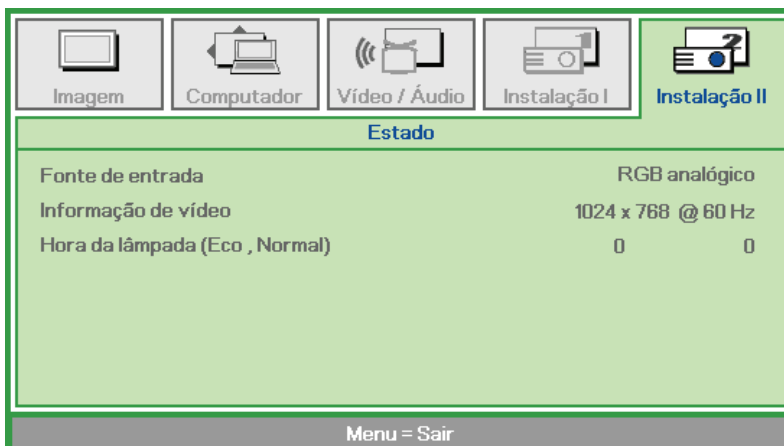 Imagem
Computador
Vídeo / Áudio
Instalação I
Instalação II
Estado
Fonte de entrada RGB analógico
Informação de vídeo 1024 x 768 @ 60 Hz
Hora da lâmpada (Eco , Normal) 0 0
Menu = Sair